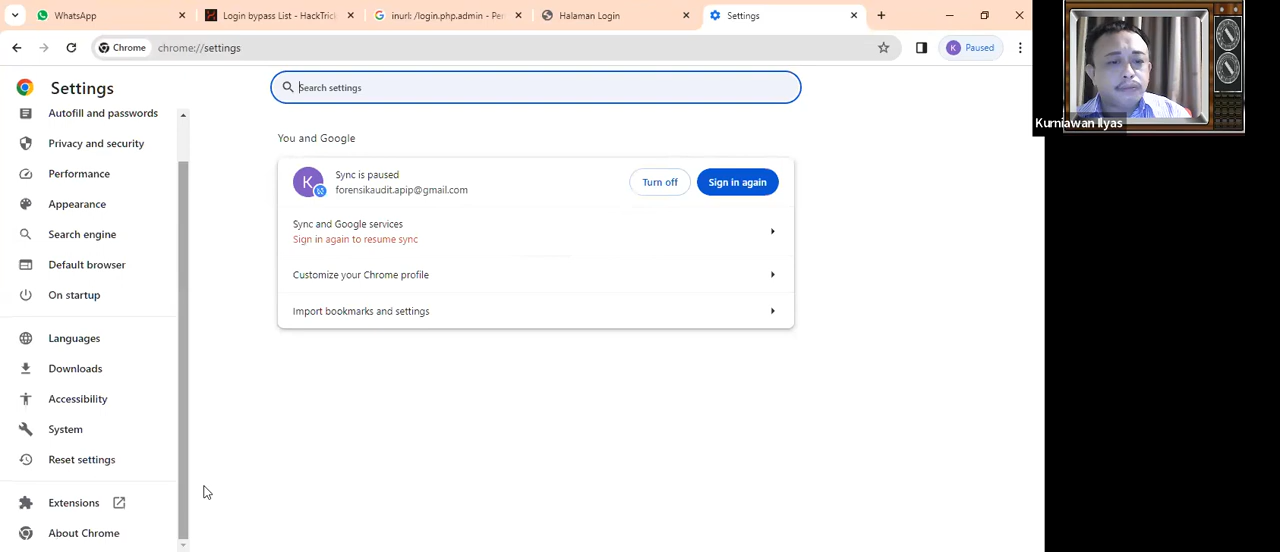 WhatsApp
Login bypass List - HackTrick
inurl: /login.php.admin - Per
Halaman Login
Settings
Chrome
chrome://settings
Paused
K
Settings
Search settings
Autofill and passwords
Privacy and security
Performance
Appearance
Search engine
Default browser
On startup
Languages
Downloads
Accessibility
System
Reset settings
Extensions
About Chrome
You and Google
K
Sync is paused
forensikaudit.apip@gmail.com
Turn off
Sign in again
Sync and Google services
Sign in again to resume sync
Customize your Chrome profile
Import bookmarks and settings
Kurniawan Ilyas